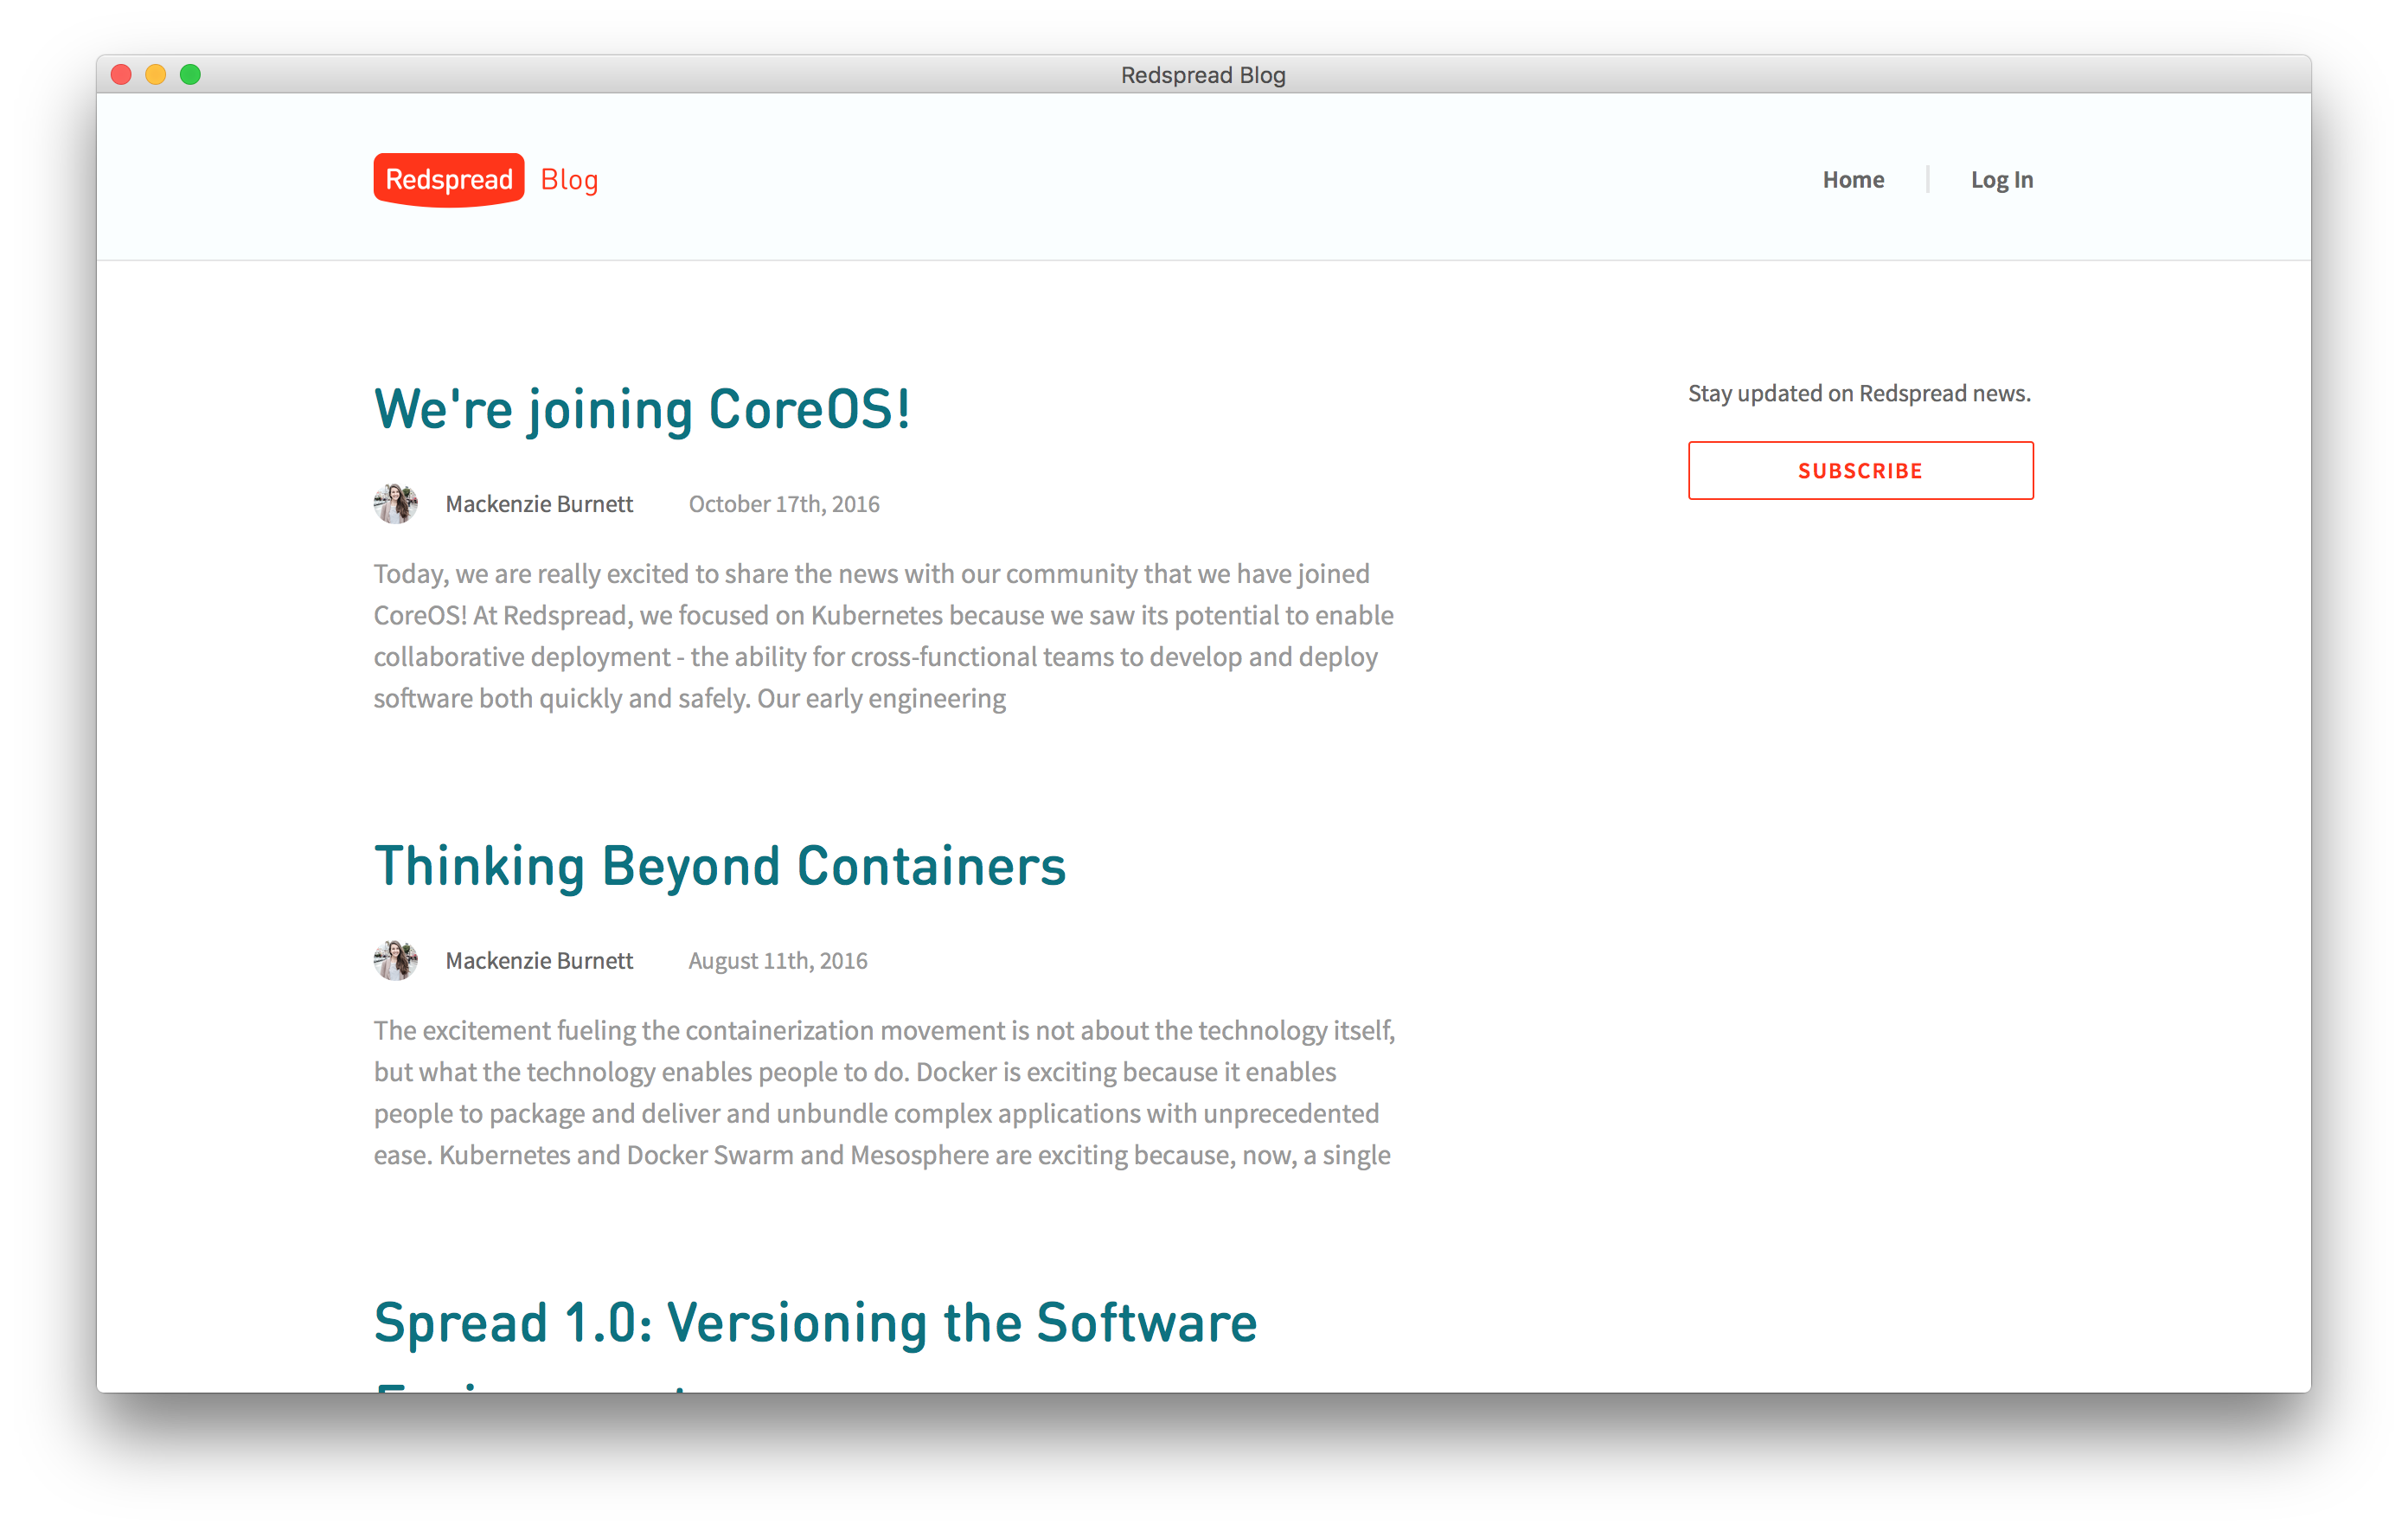 Redspread Blog
Redspread Blog
Home Log In
We're joining CoreOS!
Mackenzie Burnett October 17th, 2016
Today, we are really excited to share the news with our community that we have joined
CoreOS! At Redspread, we focused on Kubernetes because we saw its potential to enable
collaborative deployment - the ability for cross-functional teams to develop and deploy
software both quickly and safely. Our early engineering
Stay updated on Redspread news.
SUBSCRIBE
Thinking Beyond Containers
Mackenzie Burnett August 11th, 2016
The excitement fueling the containerization movement is not about the technology itself,
but what the technology enables people to do. Docker is exciting because it enables
people to package and deliver and unbundle complex applications with unprecedented
ease. Kubernetes and Docker Swarm and Mesosphere are exciting because, now, a single
Spread 1.0: Versioning the Software